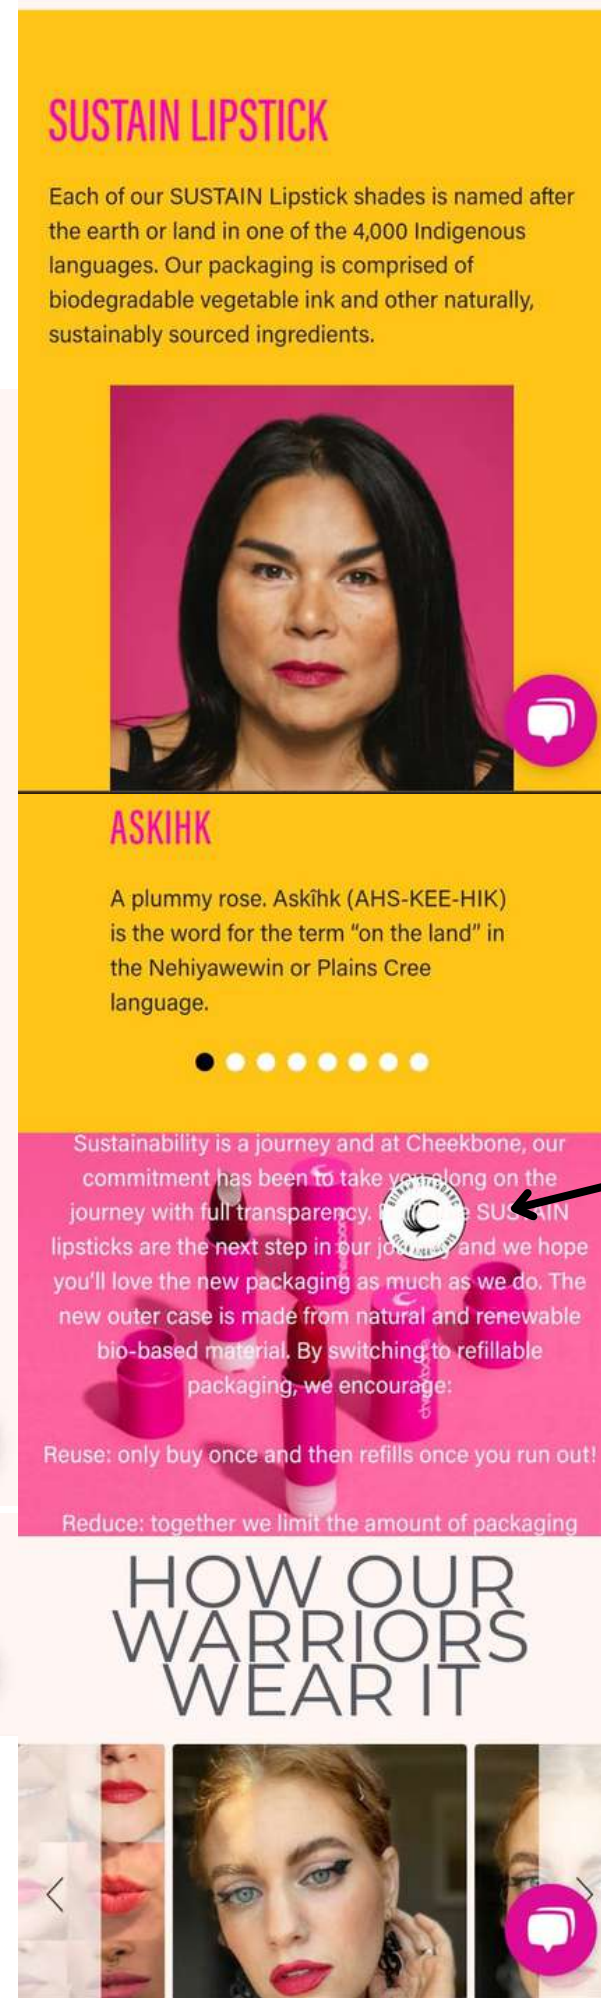 SUSTAIN LIPSTICK
Each of our SUSTAIN Lipstick shades is named after
the earth or land in one of the 4,000 Indigenous
languages. Our packaging is comprised of
biodegradable vegetable ink and other naturally,
sustainably sourced ingredients.
ASKIHK
A plummy rose. Askîhk (AHS-KEE-HIK)
is the word for the term “on the land” in
the Nehiyawewin or Plains Cree
language.
Sustainability is a journey and at Cheekbone, our
commitment has been to take you along on the
journey with full transparency. SUSTAIN
lipsticks are the next step in our and we hope
you'll love the new packaging as much as we do. The
new outer case is made from natural and renewable
bio-based material. By switching to refillable
packaging, we encourage:
Reuse: only buy once and then refills once you run out!
Reduce: together we limit the amount of packaging
HOW OUR
WARRIORS
WEAR IT